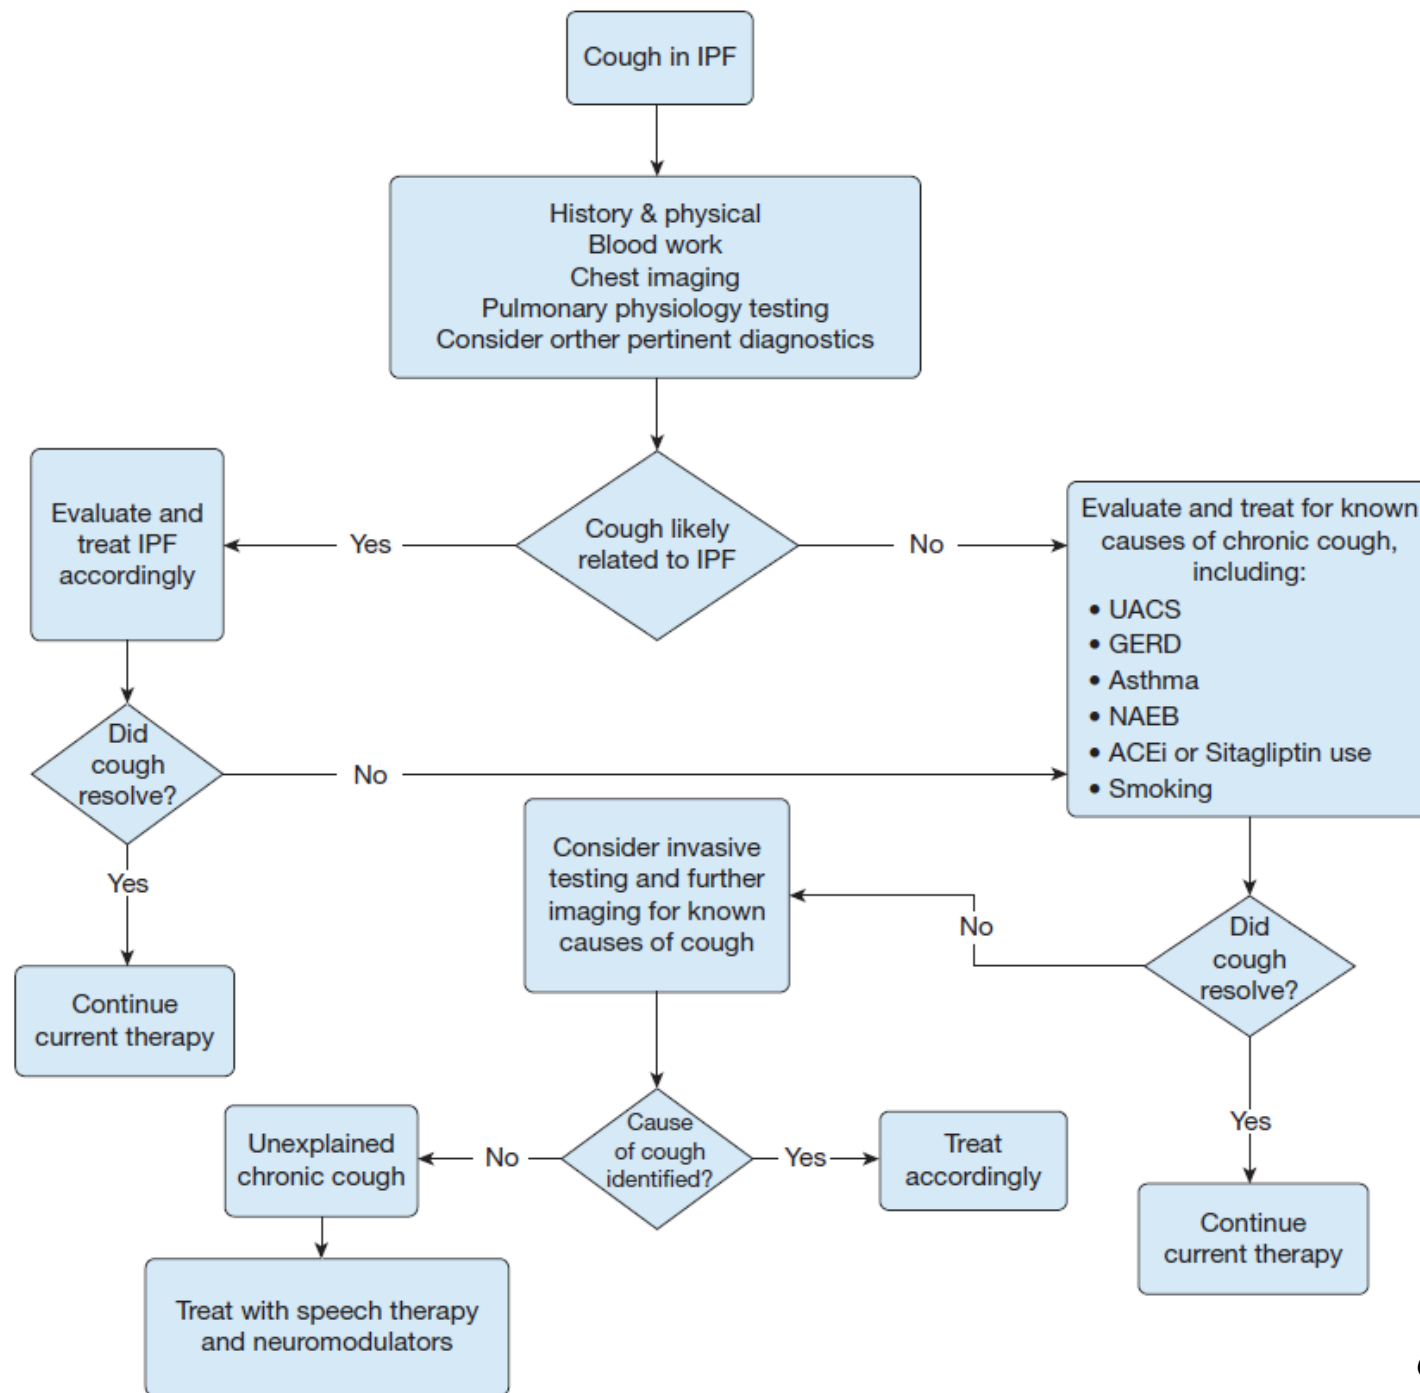 Cough in IPF
History & physical
Blood work
Chest imaging
Pulmonary physiology testing
Consider orther pertinent diagnostics
Cough likely
related to IPF
Yes
No
Evaluate and
treat IPF
accordingly
Evaluate and treat for known
causes of chronic cough,
including:
• UACS
• GERD
• Asthma
• NAEB
• ACEi or Sitagliptin use
• Smoking
Did
cough
resolve?
No
Yes
Continue
current therapy
Did
cough
resolve?
No
Yes
Continue
current therapy
Consider invasive
testing and further
imaging for known
causes of cough
Cause
of cough
identified?
No
Yes
Treat
accordingly
Unexplained
chronic cough
Treat with speech therapy
and neuromodulators